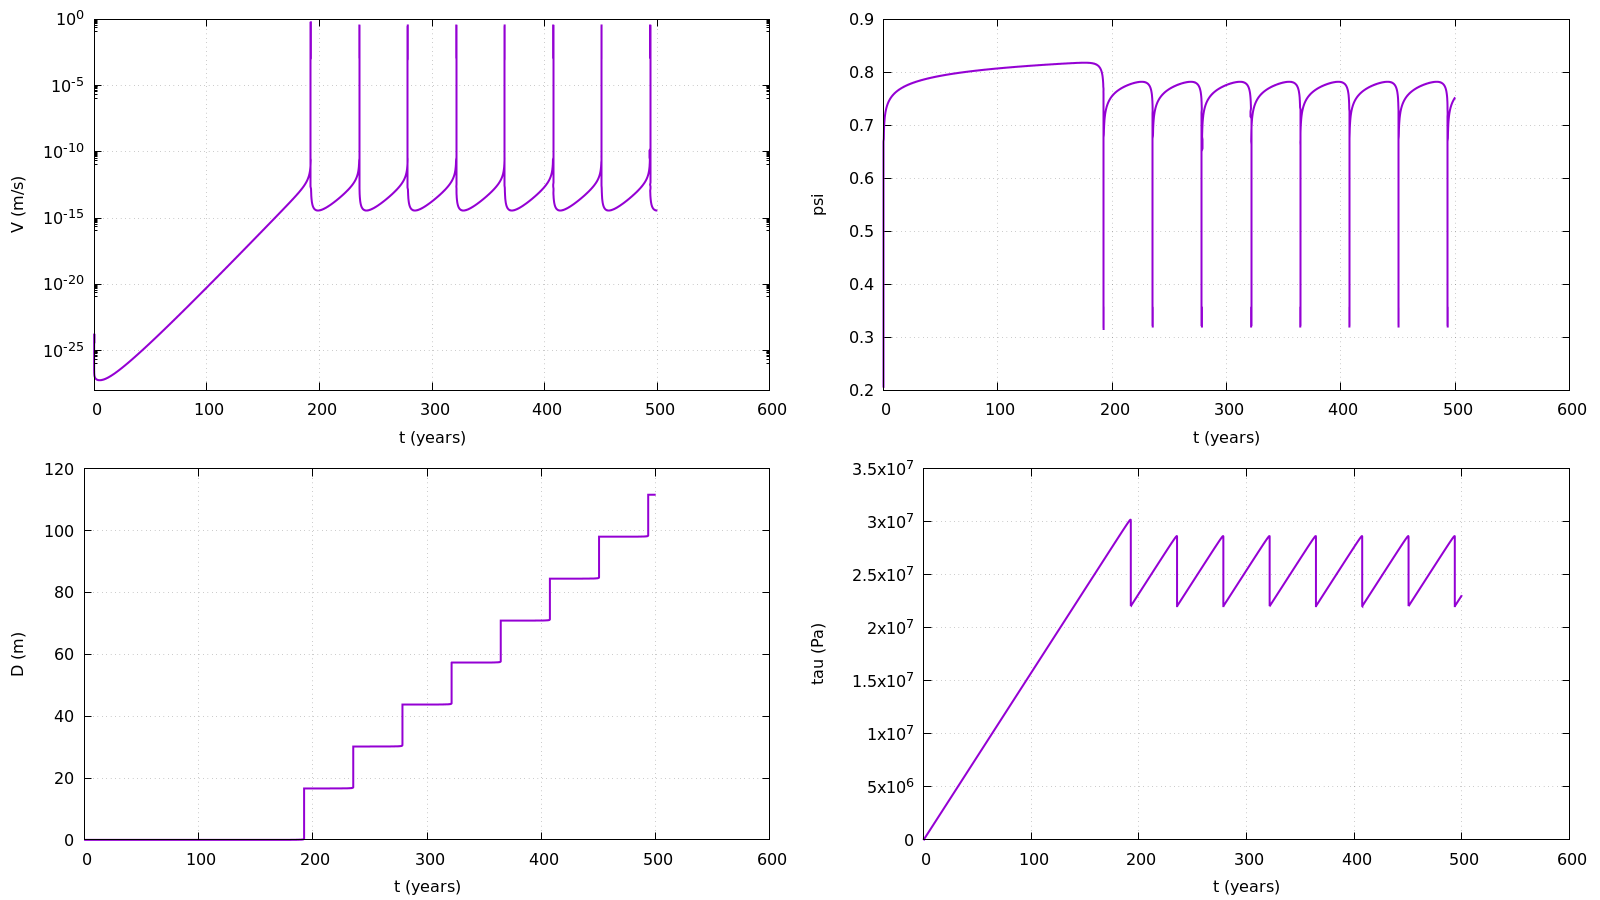 10^0
10^-5
10^-10
10^-15
10^-20
10^-25
V (m/s)
0 100 200 300 400 500 600
t (years)
0.9
0.8
0.7
0.6
0.5
0.4
0.3
0.2
psi
0 100 200 300 400 500 600
t (years)
120
100
80
60
40
20
0
D (m)
0 100 200 300 400 500 600
t (years)
3.5x10^7
3x10^7
2.5x10^7
2x10^7
1.5x10^7
1x10^7
5x10^6
0
tau (Pa)
0 100 200 300 400 500 600
t (years)